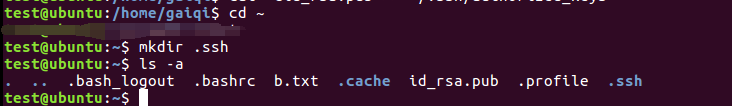 test@ubuntu:/home/gaiqi$ cd ~
test@ubuntu:~$ mkdir .ssh
test@ubuntu:~$ ls -a
. .. .bash_logout .bashrc b.txt .cache id_rsa.pub .profile .ssh
test@ubuntu:~$